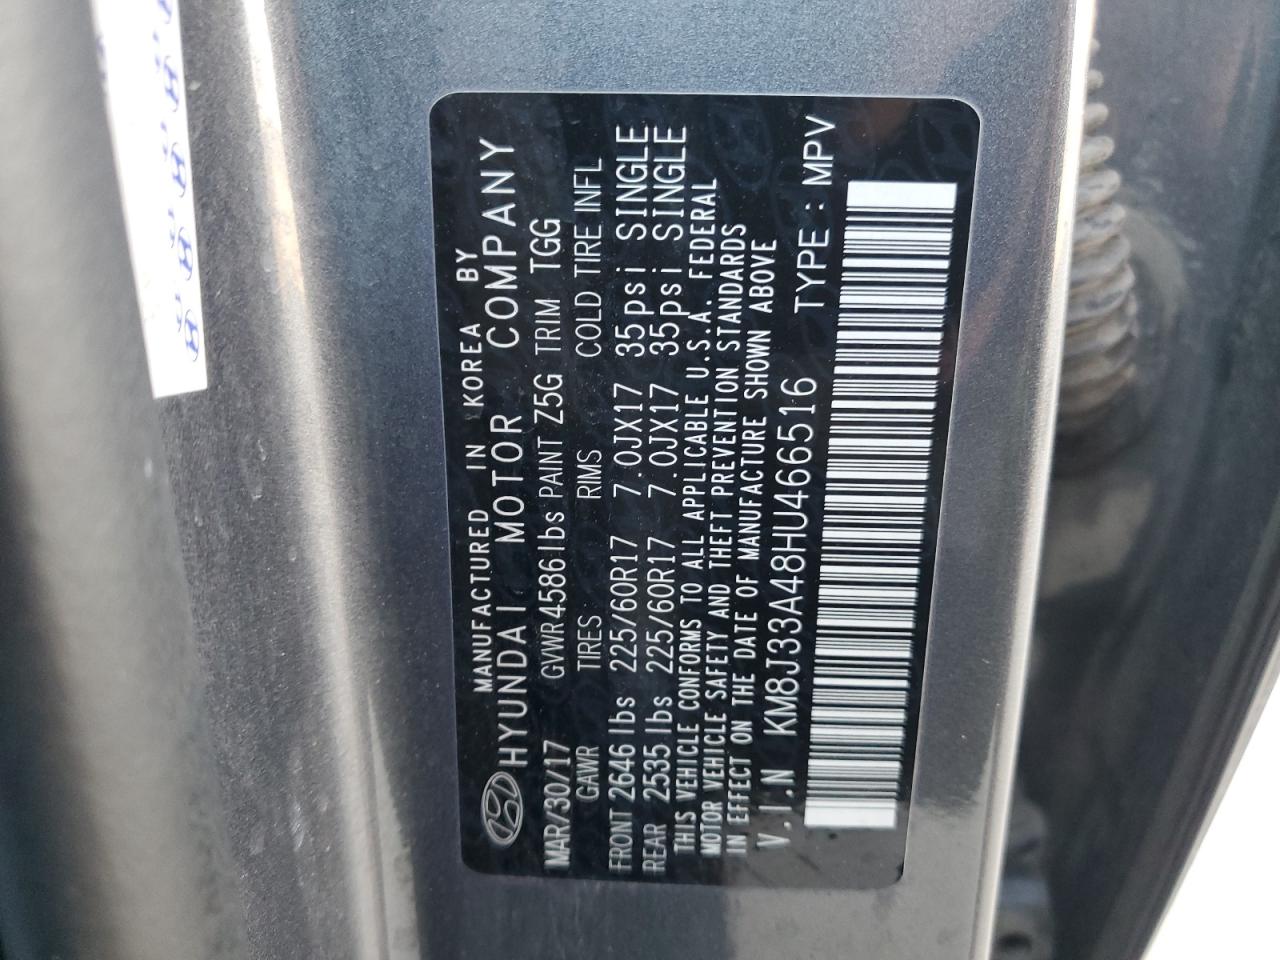 MANUFACTURED IN KOREA BY
HYUNDAI MOTOR COMPANY
MAR/30/17 GVWR 4586 lbs PAINT Z5G TRIM TGG
GAWR TIRES RIMS COLD TIRE INFL
FRONT 2646 lbs 225/60R17 7.0JX17 35psi SINGLE
REAR 2535 lbs 225/60R17 7.0JX17 35psi SINGLE
THIS VEHICLE CONFORMS TO ALL APPLICABLE U.S.A. FEDERAL
MOTOR VEHICLE SAFETY AND THEFT PREVENTION STANDARDS
IN EFFECT ON THE DATE OF MANUFACTURE SHOWN ABOVE
V.I.N KM8J33A48HU466516 TYPE : MPV